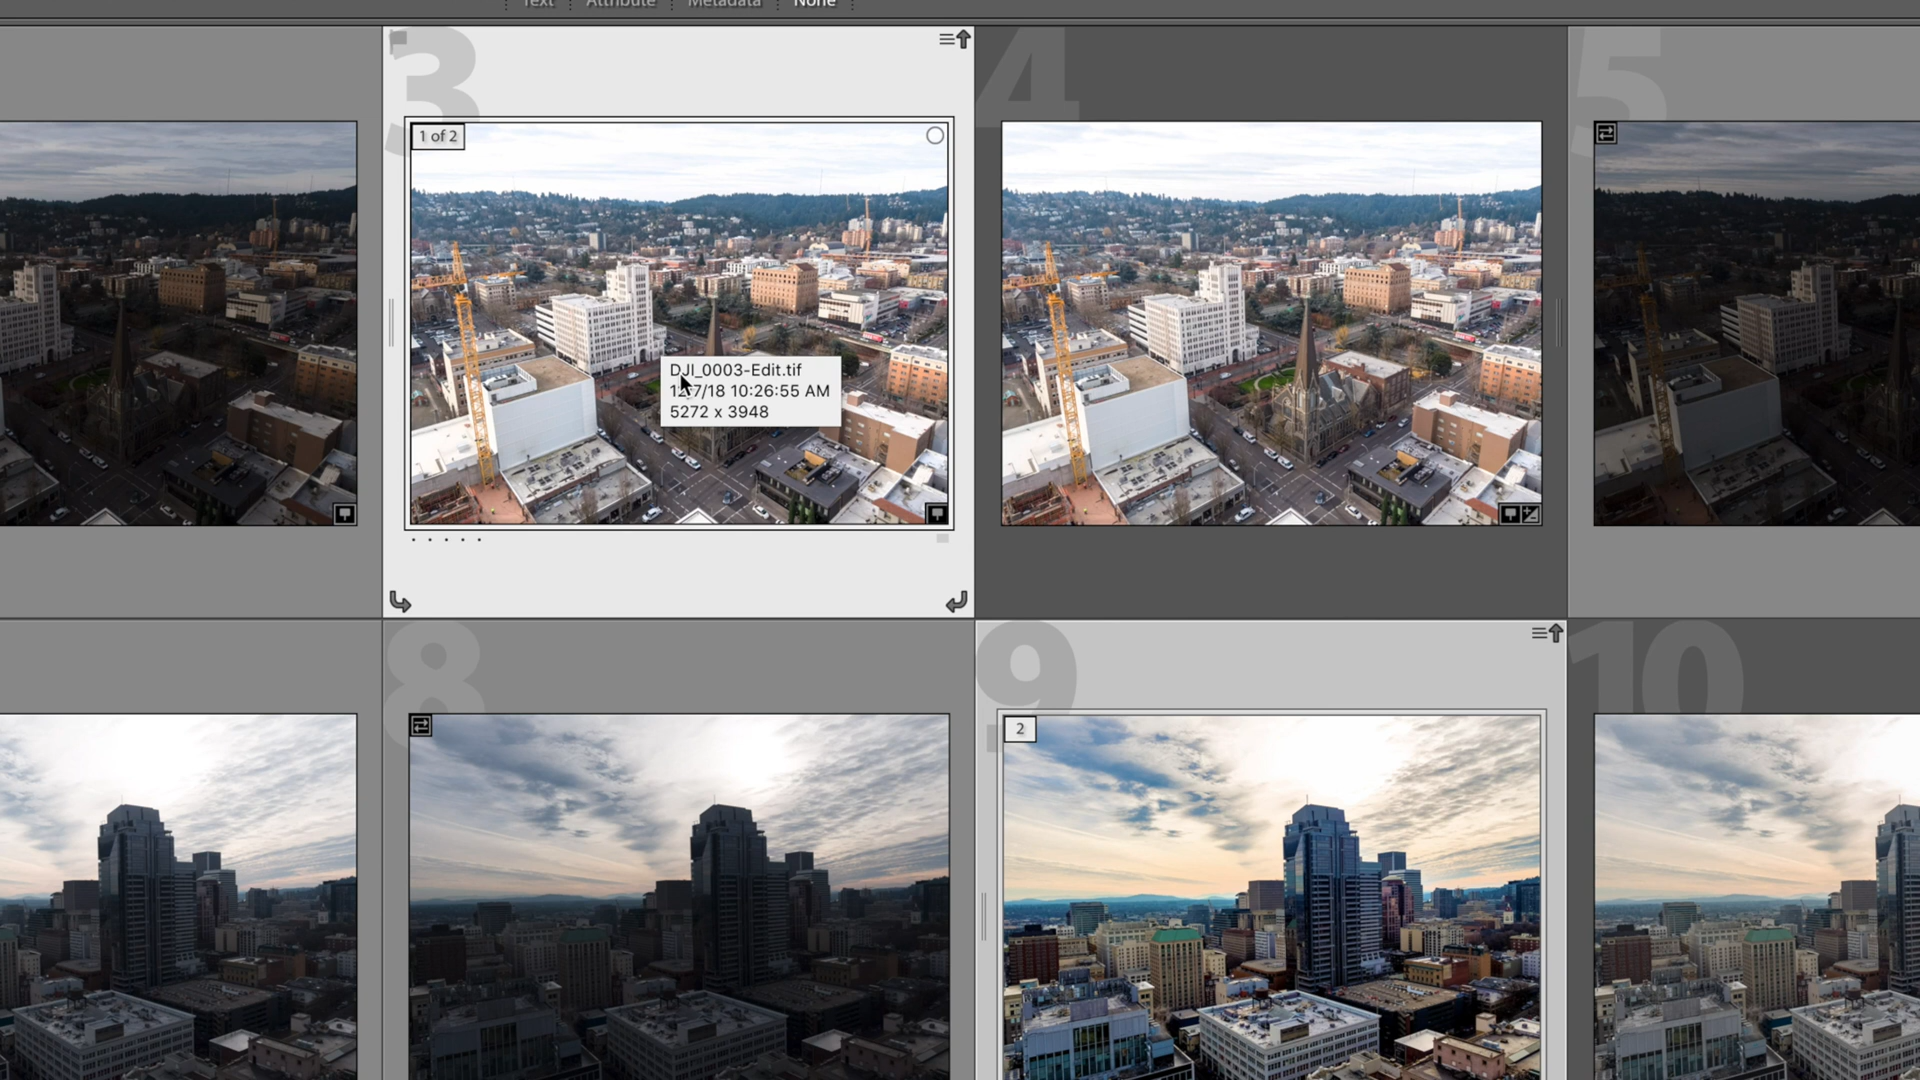 Text Attribute Metadata None
3
4
5
1 of 2
DJI_0003-Edit.tif
12/7/18 10:26:55 AM
5272 x 3948
8
9
10
2